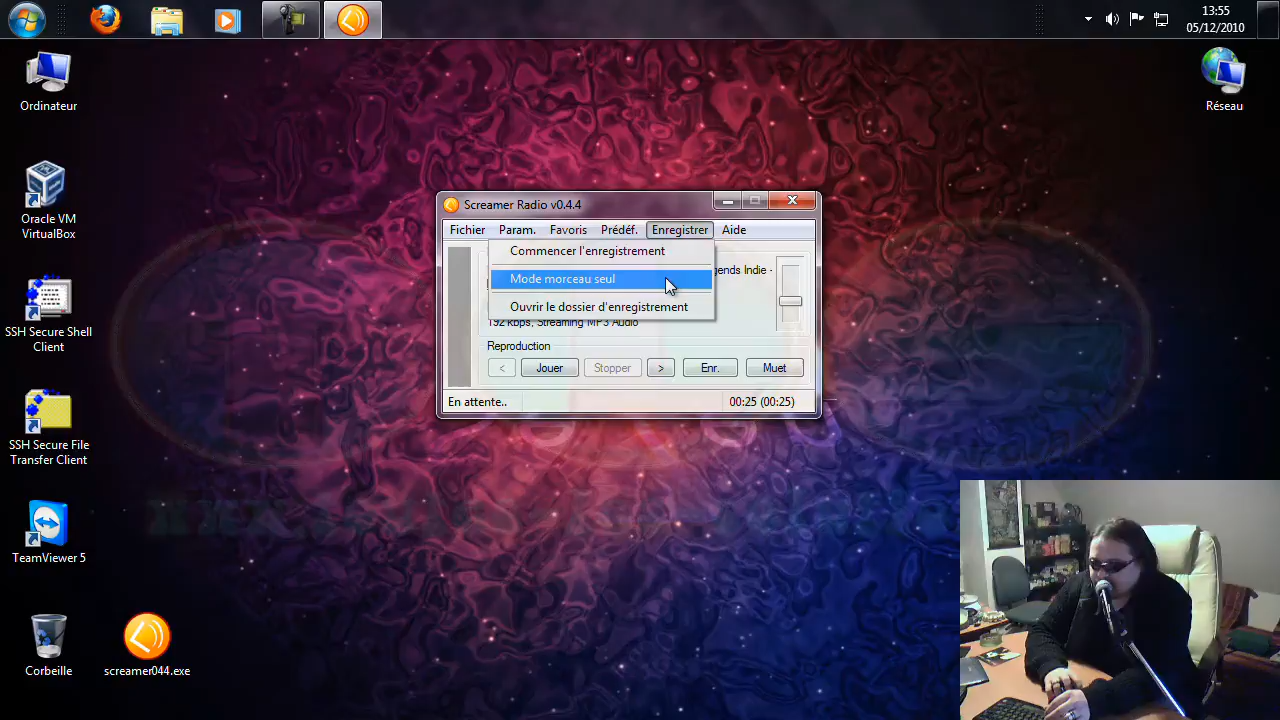 13:55
05/12/2010
Ordinateur
Réseau
Oracle VM
VirtualBox
SSH Secure Shell
Client
SSH Secure File
Transfer Client
TeamViewer 5
Corbeille
screamer044.exe
Screamer Radio v0.4.4
Fichier Param. Favoris Prédéf. Enregistrer Aide
Commencer l'enregistrement
Mode morceau seul
Ouvrir le dossier d'enregistrement
gends Indie -
192 kbps, Streaming MP3 Audio
Reproduction
< Jouer Stopper > Enr. Muet
En attente.. 00:25 (00:25)